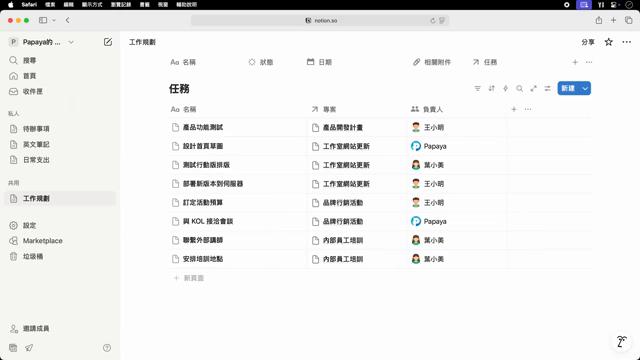 Safari 檔案 編輯 顯示方式 瀏覽記錄 書籤 視窗 輔助說明
notion.so
Papaya的 ...
工作規劃
分享
搜尋
首頁
收件匣
私人
待辦事項
英文筆記
日常支出
共用
工作規劃
設定
Marketplace
垃圾桶
邀請成員
Aa 名稱 狀態 日期 相關附件 任務
任務
新建
Aa 名稱 專案 負責人
產品功能測試 產品開發計畫 王小明
設計首頁草圖 工作室網站更新 Papaya
測試行動版排版 工作室網站更新 葉小美
部署新版本到伺服器 工作室網站更新 王小明
訂定活動預算 品牌行銷活動 王小明
與 KOL 接洽會談 品牌行銷活動 Papaya
聯繫外部講師 內部員工培訓 葉小美
安排培訓地點 內部員工培訓 葉小美
+ 新頁面